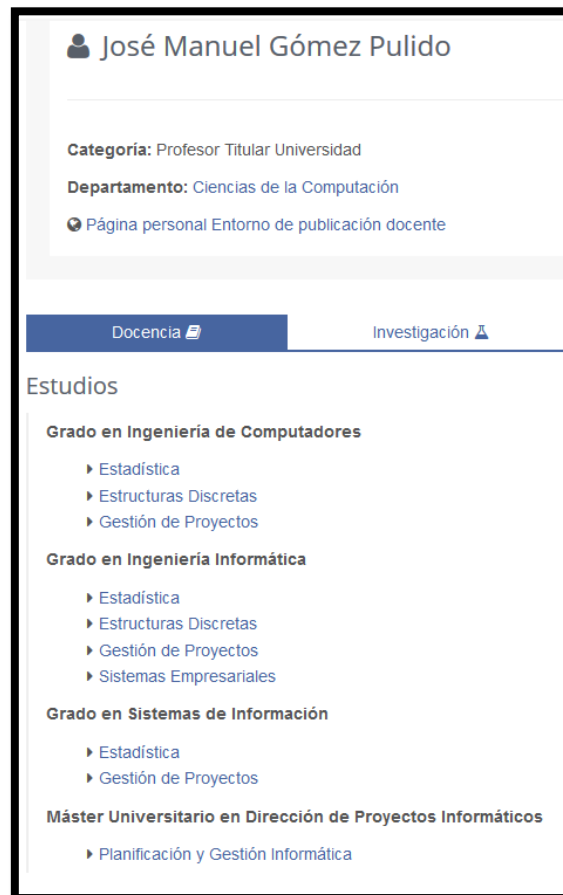 José Manuel Gómez Pulido
Categoría: Profesor Titular Universidad
Departamento: Ciencias de la Computación
Página personal Entorno de publicación docente
Docencia
Investigación
Estudios
Grado en Ingeniería de Computadores
Estadística
Estructuras Discretas
Gestión de Proyectos
Grado en Ingeniería Informática
Estadística
Estructuras Discretas
Gestión de Proyectos
Sistemas Empresariales
Grado en Sistemas de Información
Estadística
Gestión de Proyectos
Máster Universitario en Dirección de Proyectos Informáticos
Planificación y Gestión Informática